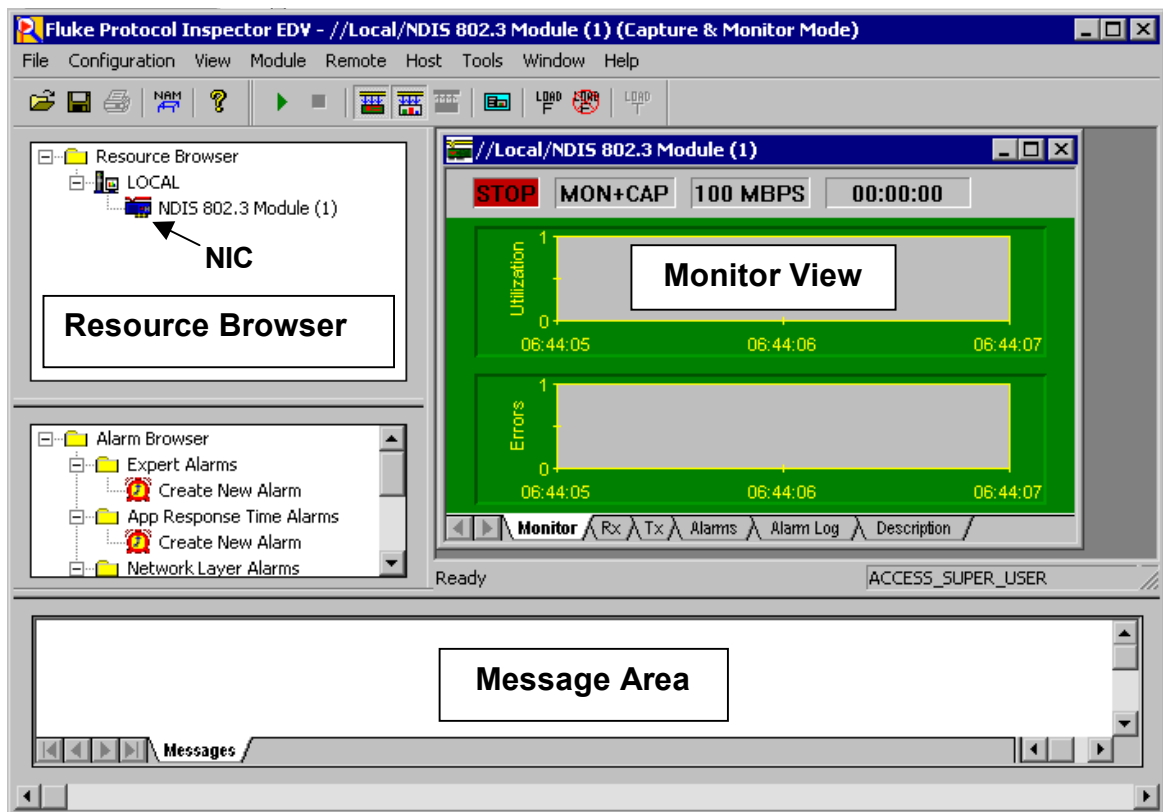 Fluke Protocol Inspector EDV - //Local/NDIS 802.3 Module (1) (Capture & Monitor Mode)
File Configuration View Module Remote Host Tools Window Help
NAM
LOAD
F
LOAD
Resource Browser
LOCAL
NDIS 802.3 Module (1)
NIC
Resource Browser
Alarm Browser
Expert Alarms
Create New Alarm
App Response Time Alarms
Create New Alarm
Network Layer Alarms
//Local/NDIS 802.3 Module (1)
STOP MON+CAP 100 MBPS 00:00:00
Utilization
1
0
06:44:05 06:44:06 06:44:07
Monitor View
Errors
1
0
06:44:05 06:44:06 06:44:07
Monitor Rx Tx Alarms Alarm Log Description
Ready ACCESS_SUPER_USER
Message Area
Messages